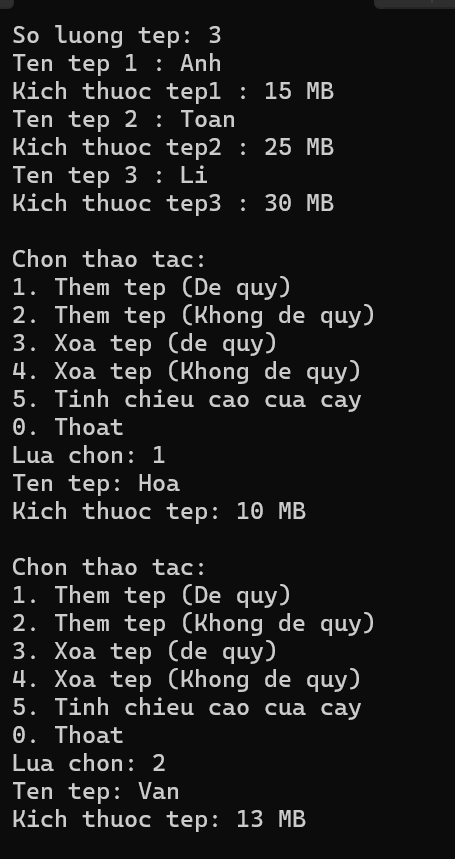 So luong tep: 3
Ten tep 1 : Anh
Kich thuoc tep1 : 15 MB
Ten tep 2 : Toan
Kich thuoc tep2 : 25 MB
Ten tep 3 : Li
Kich thuoc tep3 : 30 MB
Chon thao tac:
1. Them tep (De quy)
2. Them tep (Khong de quy)
3. Xoa tep (de quy)
4. Xoa tep (Khong de quy)
5. Tinh chieu cao cua cay
0. Thoat
Lua chon: 1
Ten tep: Hoa
Kich thuoc tep: 10 MB
Chon thao tac:
1. Them tep (De quy)
2. Them tep (Khong de quy)
3. Xoa tep (de quy)
4. Xoa tep (Khong de quy)
5. Tinh chieu cao cua cay
0. Thoat
Lua chon: 2
Ten tep: Van
Kich thuoc tep: 13 MB